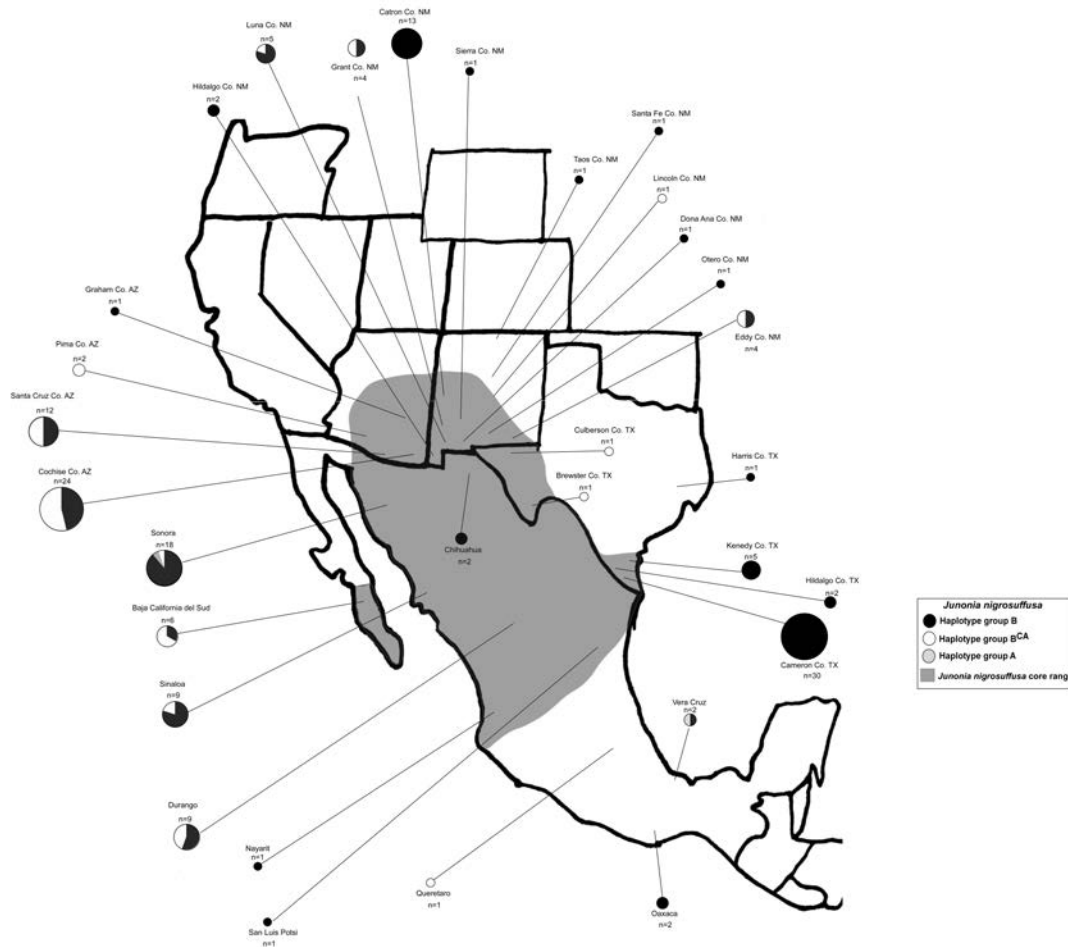 Catron Co. NM
n=13
Luna Co. NM
n=5
Grant Co. NM
n=4
Sierra Co. NM
n=1
Hildalgo Co. NM
n=2
Santa Fe Co. NM
n=1
Taos Co. NM
n=1
Lincoln Co. NM
n=1
Dona Ana Co. NM
n=1
Otero Co. NM
n=1
Eddy Co. NM
n=4
Graham Co. AZ
n=1
Pima Co. AZ
n=2
Santa Cruz Co. AZ
n=12
Cochise Co. AZ
n=24
Culberson Co. TX
n=1
Brewster Co. TX
n=1
Harris Co. TX
n=1
Sonora
n=18
Chihuahua
n=2
Kenedy Co. TX
n=5
Hildalgo Co. TX
n=2
Cameron Co. TX
n=30
Baja California del Sud
n=6
Sinaloa
n=9
Vera Cruz
n=2
Durango
n=9
Nayarit
n=1
San Luis Potsi
n=1
Queretaro
n=1
Oaxaca
n=2
Junonia nigrosuffusa
Haplotype group B
Haplotype group B^CA
Haplotype group A
Junonia nigrosuffusa core range